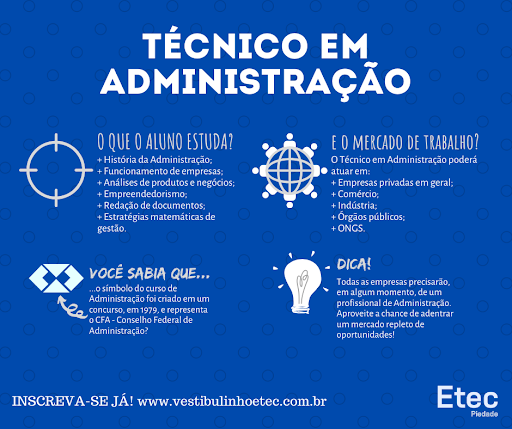 TÉCNICO EM
ADMINISTRAÇÃO
O QUE O ALUNO ESTUDA?
+ História da Administração;
+ Funcionamento de empresas;
+ Análises de produtos e negócios;
+ Empreendedorismo;
+ Redação de documentos;
+ Estratégias matemáticas de
gestão.
E O MERCADO DE TRABALHO?
O Técnico em Administração poderá
atuar em:
+ Empresas privadas em geral;
+ Comércio;
+ Indústria;
+ Órgãos públicos;
+ ONGS.
VOCÊ SABIA QUE...
...o símbolo do curso de
Administração foi criado em um
concurso, em 1979, e representa
o CFA - Conselho Federal de
Administração?
DICA!
Todas as empresas precisarão,
em algum momento, de um
profissional de Administração.
Aproveite a chance de adentrar
um mercado repleto de
oportunidades!
INSCREVA-SE JÁ! www.vestibulinhoetec.com.br
Etec
Piedade